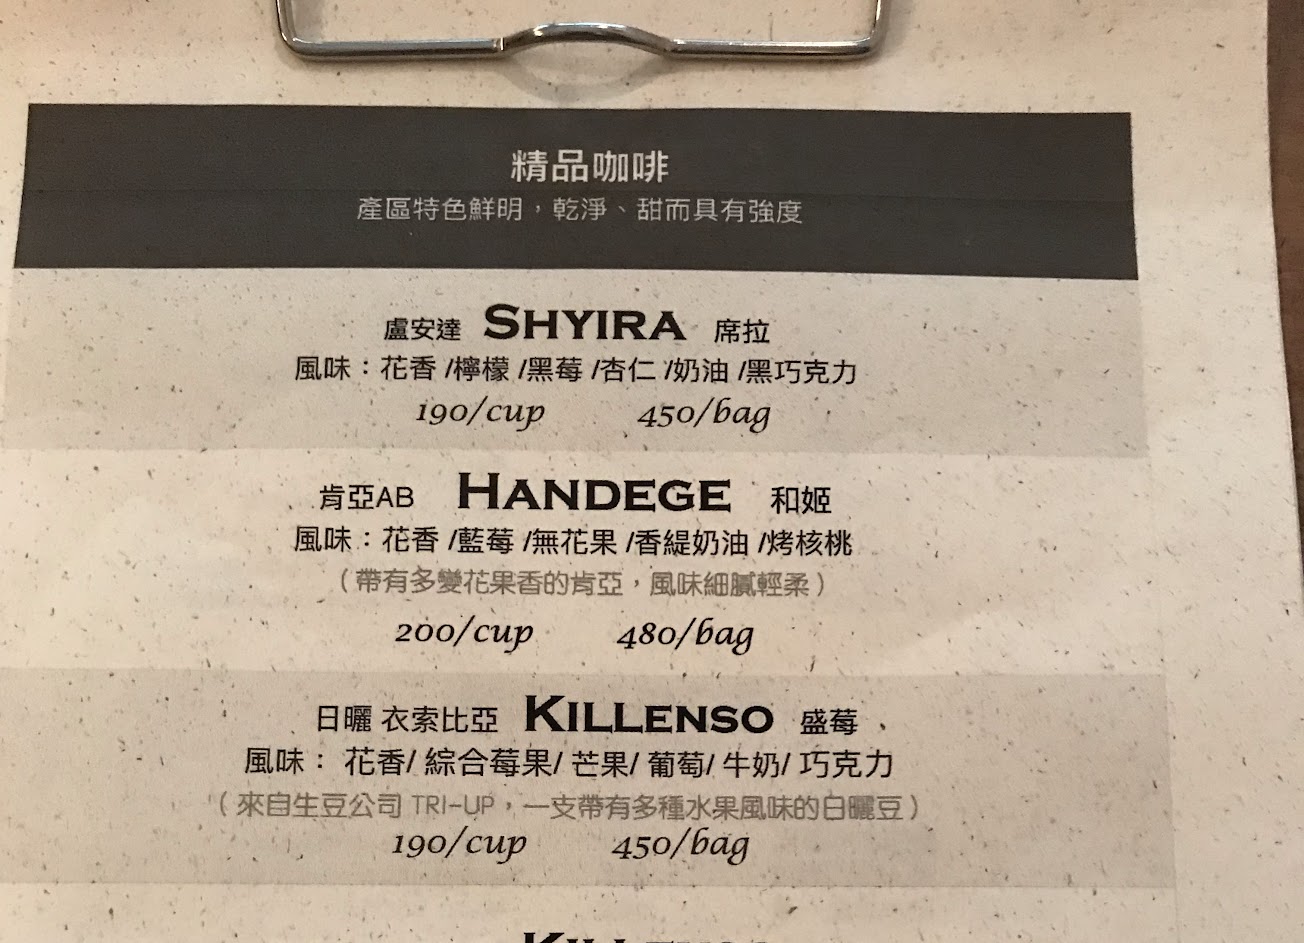 精品咖啡
產區特色鮮明，乾淨、甜而具有強度
盧安達 SHYIRA 席拉
風味：花香 /檸檬 /黑莓 /杏仁 /奶油 /黑巧克力
190/cup 450/bag
肯亞AB HANDEGE 和姬
風味：花香 /藍莓 /無花果 /香緹奶油 /烤核桃
（帶有多變花果香的肯亞，風味細膩輕柔）
200/cup 480/bag
日曬 衣索比亞 KILLENSO 盛莓
風味： 花香/ 綜合莓果/ 芒果/ 葡萄/ 牛奶/ 巧克力
（來自生豆公司 TRI-UP，一支帶有多種水果風味的日曬豆）
190/cup 450/bag